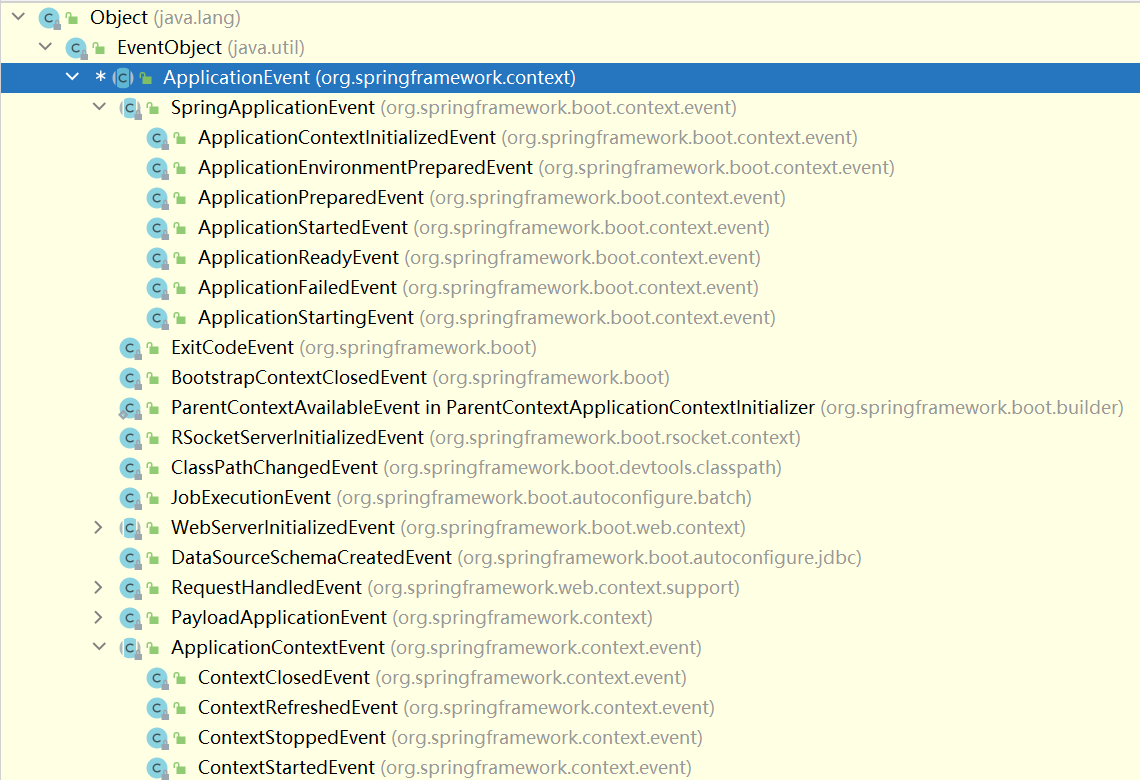 Object (java.lang)
EventObject (java.util)
* ApplicationEvent (org.springframework.context)
SpringApplicationEvent (org.springframework.boot.context.event)
ApplicationContextInitializedEvent (org.springframework.boot.context.event)
ApplicationEnvironmentPreparedEvent (org.springframework.boot.context.event)
ApplicationPreparedEvent (org.springframework.boot.context.event)
ApplicationStartedEvent (org.springframework.boot.context.event)
ApplicationReadyEvent (org.springframework.boot.context.event)
ApplicationFailedEvent (org.springframework.boot.context.event)
ApplicationStartingEvent (org.springframework.boot.context.event)
ExitCodeEvent (org.springframework.boot)
BootstrapContextClosedEvent (org.springframework.boot)
ParentContextAvailableEvent in ParentContextApplicationContextInitializer (org.springframework.boot.builder)
RSocketServerInitializedEvent (org.springframework.boot.rsocket.context)
ClassPathChangedEvent (org.springframework.boot.devtools.classpath)
JobExecutionEvent (org.springframework.boot.autoconfigure.batch)
WebServerInitializedEvent (org.springframework.boot.web.context)
DataSourceSchemaCreatedEvent (org.springframework.boot.autoconfigure.jdbc)
RequestHandledEvent (org.springframework.web.context.support)
PayloadApplicationEvent (org.springframework.context)
ApplicationContextEvent (org.springframework.context.event)
ContextClosedEvent (org.springframework.context.event)
ContextRefreshedEvent (org.springframework.context.event)
ContextStoppedEvent (org.springframework.context.event)
ContextStartedEvent (org.springframework.context.event)